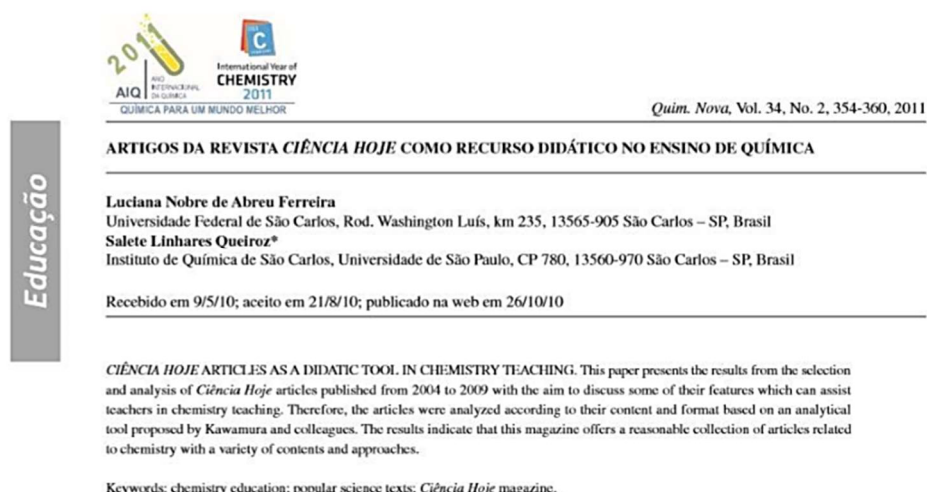 2011
AIQ
ANO
INTERNACIONAL
DA QUÍMICA
QUÍMICA PARA UM MUNDO MELHOR
C
International Year of
CHEMISTRY
2011
Quim. Nova, Vol. 34, No. 2, 354-360, 2011
Educação
ARTIGOS DA REVISTA CIÊNCIA HOJE COMO RECURSO DIDÁTICO NO ENSINO DE QUÍMICA
Luciana Nobre de Abreu Ferreira
Universidade Federal de São Carlos, Rod. Washington Luís, km 235, 13565-905 São Carlos – SP, Brasil
Salete Linhares Queiroz*
Instituto de Química de São Carlos, Universidade de São Paulo, CP 780, 13560-970 São Carlos – SP, Brasil
Recebido em 9/5/10; aceito em 21/8/10; publicado na web em 26/10/10
CIÊNCIA HOJE ARTICLES AS A DIDATIC TOOL IN CHEMISTRY TEACHING. This paper presents the results from the selection
and analysis of Ciência Hoje articles published from 2004 to 2009 with the aim to discuss some of their features which can assist
teachers in chemistry teaching. Therefore, the articles were analyzed according to their content and format based on an analytical
tool proposed by Kawamura and colleagues. The results indicate that this magazine offers a reasonable collection of articles related
to chemistry with a variety of contents and approaches.
Keywords: chemistry education; popular science texts; Ciência Hoje magazine.